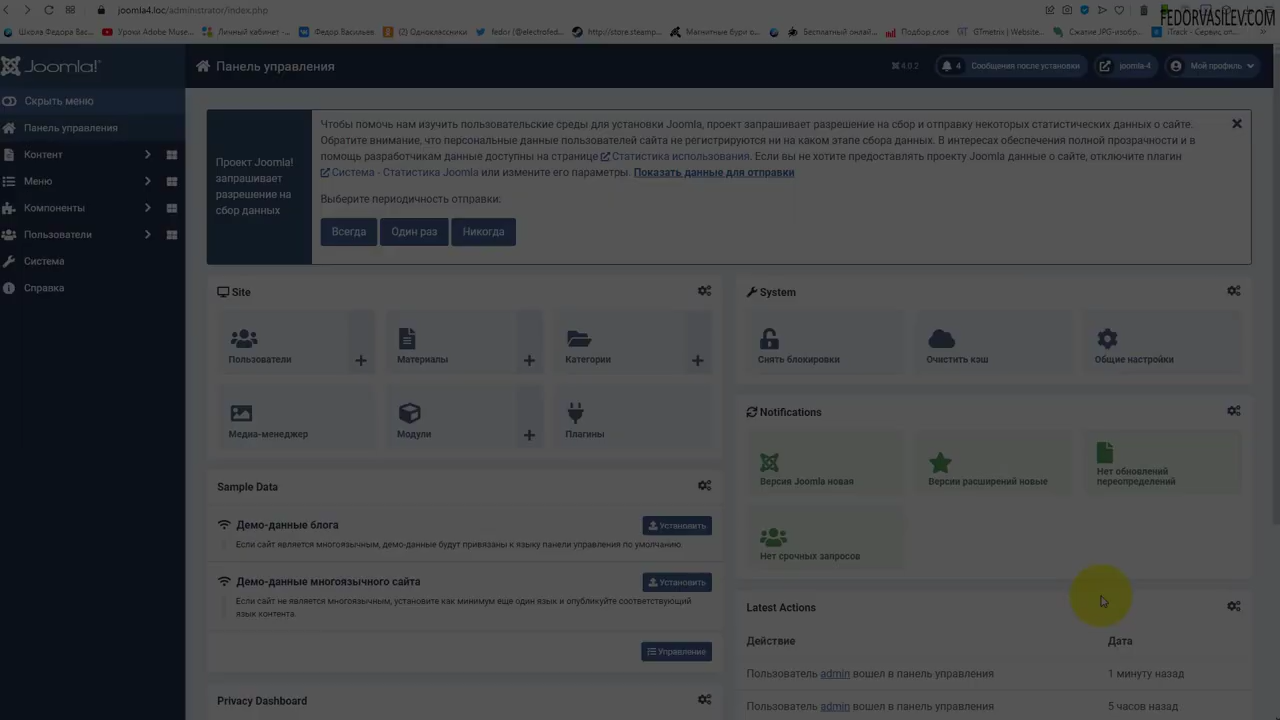 joomla4.loc/administrator/index.php
FEDORVASILEV.COM
Школа Федора Вас...
Уроки Adobe Muse...
Личный кабинет -...
Федор Васильев
(2) Одноклассники
fedor (@electrofed...
http://store.steamp...
Магнитные бури о...
Бесплатный онлай...
Подбор слов
GTmetrix | Website...
Сжатие JPG-изобр...
iTrack - Сервис, оп...
Joomla!
Панель управления
4.0.2
4
Сообщения после установки
joomla-4
Мой профиль
Скрыть меню
Панель управления
Контент
Меню
Компоненты
Пользователи
Система
Справка
Проект Joomla!
запрашивает
разрешение на
сбор данных
Чтобы помочь нам изучить пользовательские среды для установки Joomla, проект запрашивает разрешение на сбор и отправку некоторых статистических данных о сайте.
Обратите внимание, что персональные данные пользователей сайта не регистрируются ни на каком этапе сбора данных. В интересах обеспечения полной прозрачности и в
помощь разработчикам данные доступны на странице Статистика использования. Если вы не хотите предоставлять проекту Joomla данные о сайте, отключите плагин
Система - Статистика Joomla или измените его параметры. Показать данные для отправки
Выберите периодичность отправки:
Всегда
Один раз
Никогда
Site
Пользователи
Материалы
Категории
Медиа-менеджер
Модули
Плагины
System
Снять блокировки
Очистить кэш
Общие настройки
Notifications
Версия Joomla новая
Версии расширений новые
Нет обновлений
переопределений
Нет срочных запросов
Sample Data
Демо-данные блога
Установить
Если сайт является многоязычным, демо-данные будут привязаны к языку панели управления по умолчанию.
Демо-данные многоязычного сайта
Установить
Если сайт не является многоязычным, установите как минимум еще один язык и опубликуйте соответствующий
язык контента.
Управление
Privacy Dashboard
Latest Actions
Действие
Дата
Пользователь admin вошел в панель управления
1 минуту назад
Пользователь admin вошел в панель управления
5 часов назад